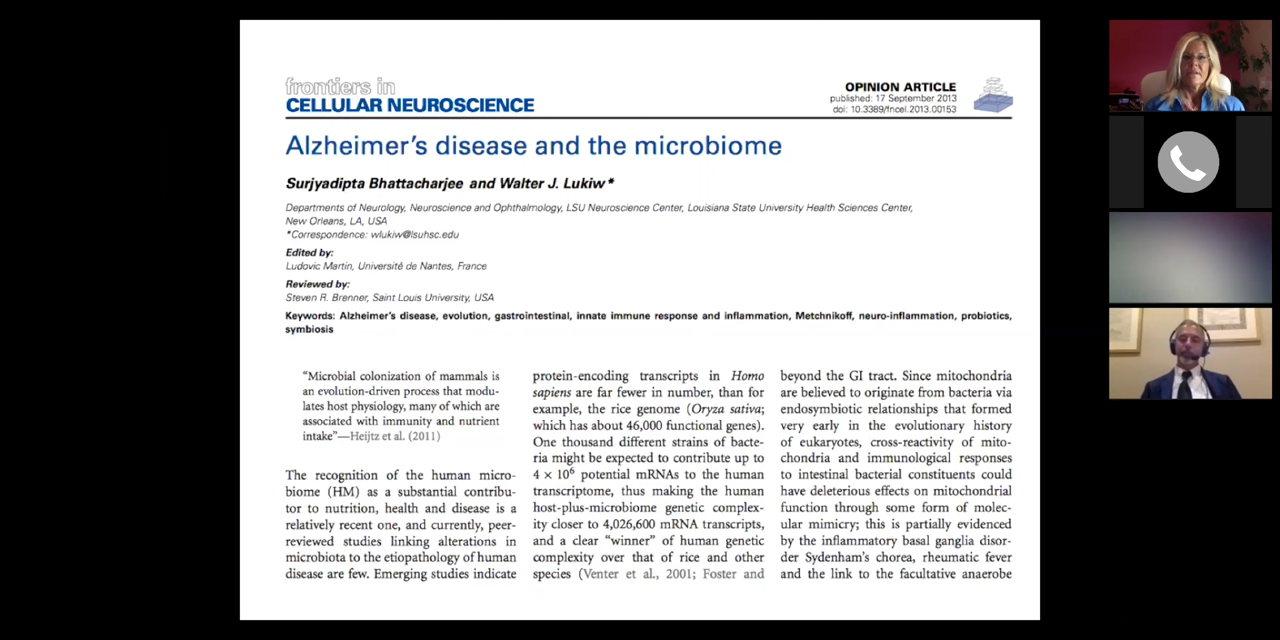 frontiers in
CELLULAR NEUROSCIENCE
OPINION ARTICLE
published: 17 September 2013
doi: 10.3389/fncel.2013.00153
Alzheimer's disease and the microbiome
Surjyadipta Bhattacharjee and Walter J. Lukiw*
Departments of Neurology, Neuroscience and Ophthalmology, LSU Neuroscience Center, Louisiana State University Health Sciences Center,
New Orleans, LA, USA
*Correspondence: wlukiw@lsuhsc.edu
Edited by:
Ludovic Martin, Université de Nantes, France
Reviewed by:
Steven R. Brenner, Saint Louis University, USA
Keywords: Alzheimer's disease, evolution, gastrointestinal, innate immune response and inflammation, Metchnikoff, neuro-inflammation, probiotics,
symbiosis
“Microbial colonization of mammals is
an evolution-driven process that modu-
lates host physiology, many of which are
associated with immunity and nutrient
intake”—Heijtz et al. (2011)
The recognition of the human micro-
biome (HM) as a substantial contribu-
tor to nutrition, health and disease is a
relatively recent one, and currently, peer-
reviewed studies linking alterations in
microbiota to the etiopathology of human
disease are few. Emerging studies indicate
protein-encoding transcripts in Homo
sapiens are far fewer in number, than for
example, the rice genome (Oryza sativa;
which has about 46,000 functional genes).
One thousand different strains of bacte-
ria might be expected to contribute up to
4 × 10⁶ potential mRNAs to the human
transcriptome, thus making the human
host-plus-microbiome genetic complex-
ity closer to 4,026,600 mRNA transcripts,
and a clear “winner” of human genetic
complexity over that of rice and other
species (Venter et al., 2001; Foster and
beyond the GI tract. Since mitochondria
are believed to originate from bacteria via
endosymbiotic relationships that formed
very early in the evolutionary history
of eukaryotes, cross-reactivity of mito-
chondria and immunological responses
to intestinal bacterial constituents could
have deleterious effects on mitochondrial
function through some form of molec-
ular mimicry; this is partially evidenced
by the inflammatory basal ganglia disor-
der Sydenham's chorea, rheumatic fever
and the link to the facultative anaerobe